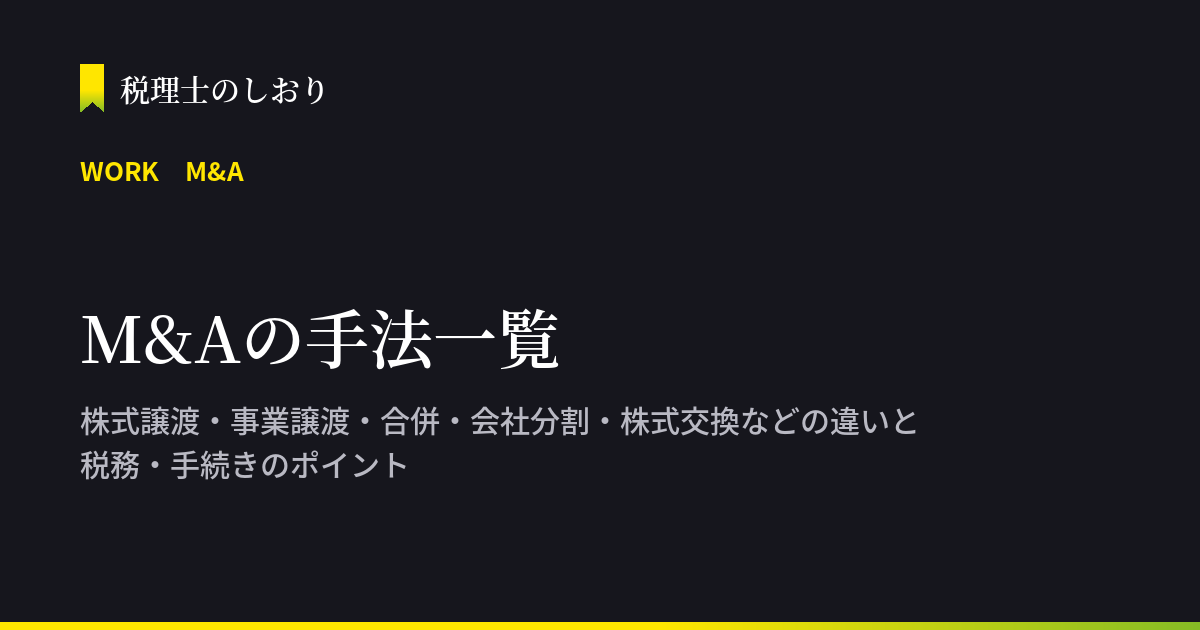 税理士のしおり
WORK M&A
M&Aの手法一覧
株式譲渡・事業譲渡・合併・会社分割・株式交換などの違いと
税務・手続きのポイント